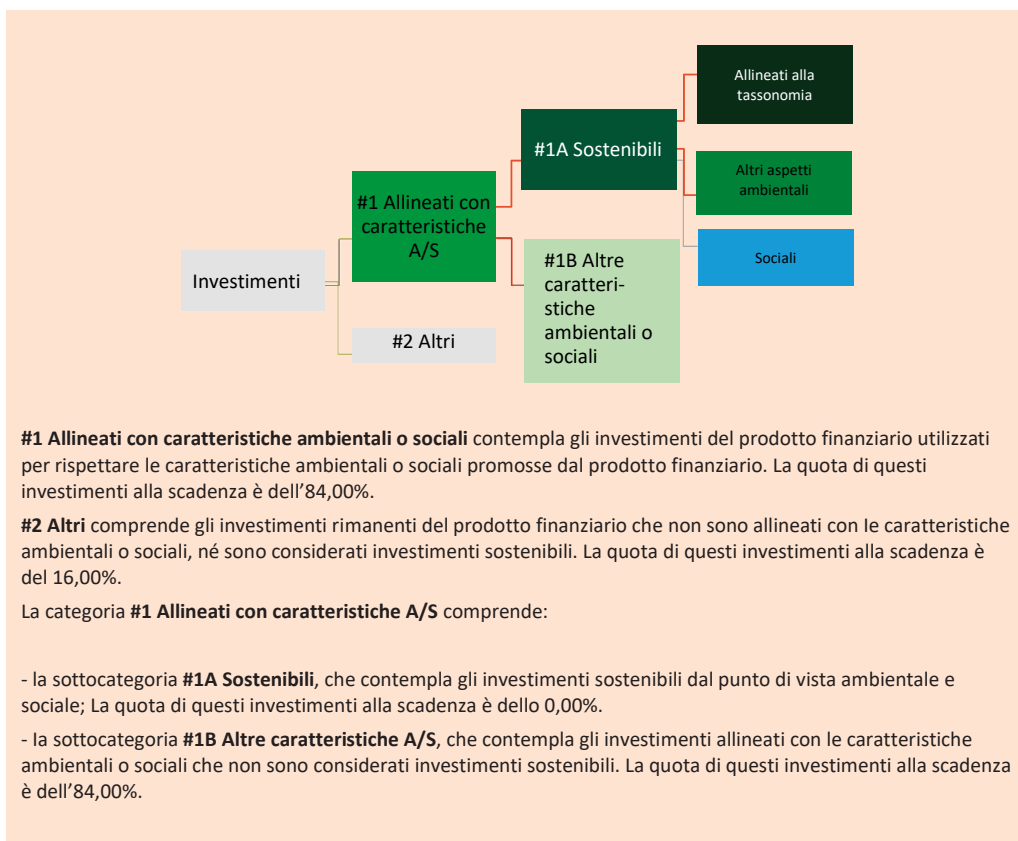 Allineati alla
tassonomia
#1A Sostenibili
Altri aspetti
ambientali
#1 Allineati con
caratteristiche
A/S
Sociali
#1B Altre
caratteri-
stiche
ambientali o
sociali
Investimenti
#2 Altri
#1 Allineati con caratteristiche ambientali o sociali contempla gli investimenti del prodotto finanziario utilizzati
per rispettare le caratteristiche ambientali o sociali promosse dal prodotto finanziario. La quota di questi
investimenti alla scadenza è dell’84,00%.
#2 Altri comprende gli investimenti rimanenti del prodotto finanziario che non sono allineati con Ie caratteristiche
ambientali o sociali, né sono considerati investimenti sostenibili. La quota di questi investimenti alla scadenza è
del 16,00%.
La categoria #1 Allineati con caratteristiche A/S comprende:
- la sottocategoria #1A Sostenibili, che contempla gli investimenti sostenibili dal punto di vista ambientale e
sociale; La quota di questi investimenti alla scadenza è dello 0,00%.
- Ia sottocategoria #1B Altre caratteristiche A/S, che contempla gli investimenti allineati con le caratteristiche
ambientali o sociali che non sono considerati investimenti sostenibili. La quota di questi investimenti alla scadenza
è dell’84,00%.